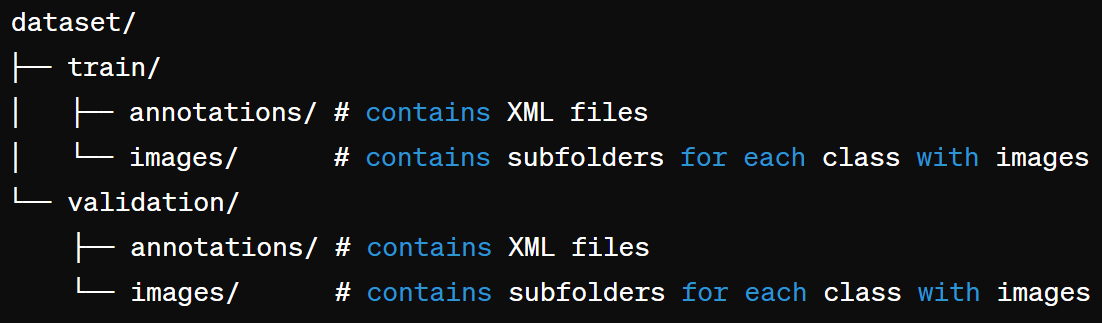 dataset/
├── train/
│   ├── annotations/ # contains XML files
│   └── images/      # contains subfolders for each class with images
└── validation/
    ├── annotations/ # contains XML files
    └── images/      # contains subfolders for each class with images